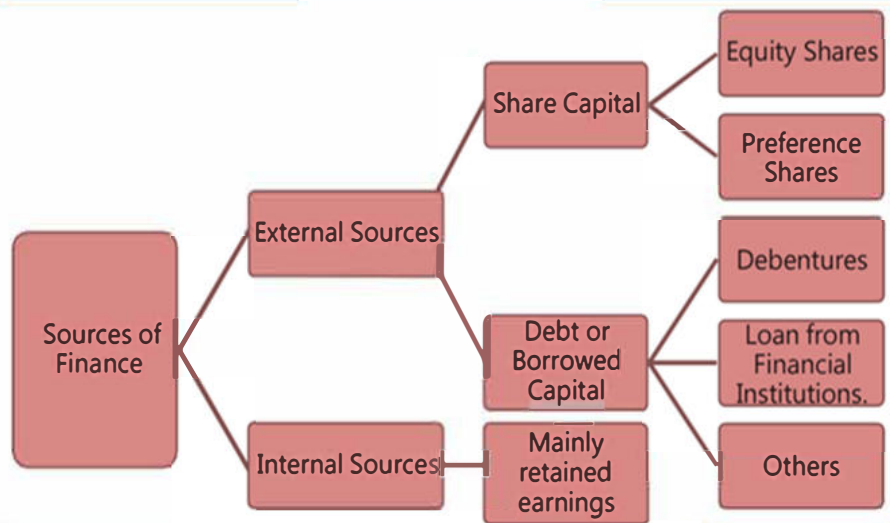 Sources of
Finance
External Sources
Internal Sources
Share Capital
Debt or
Borrowed
Capital
Mainly
retained
earnings
Equity Shares
Preference
Shares
Debentures
Loan from
Financial
Institutions.
Others